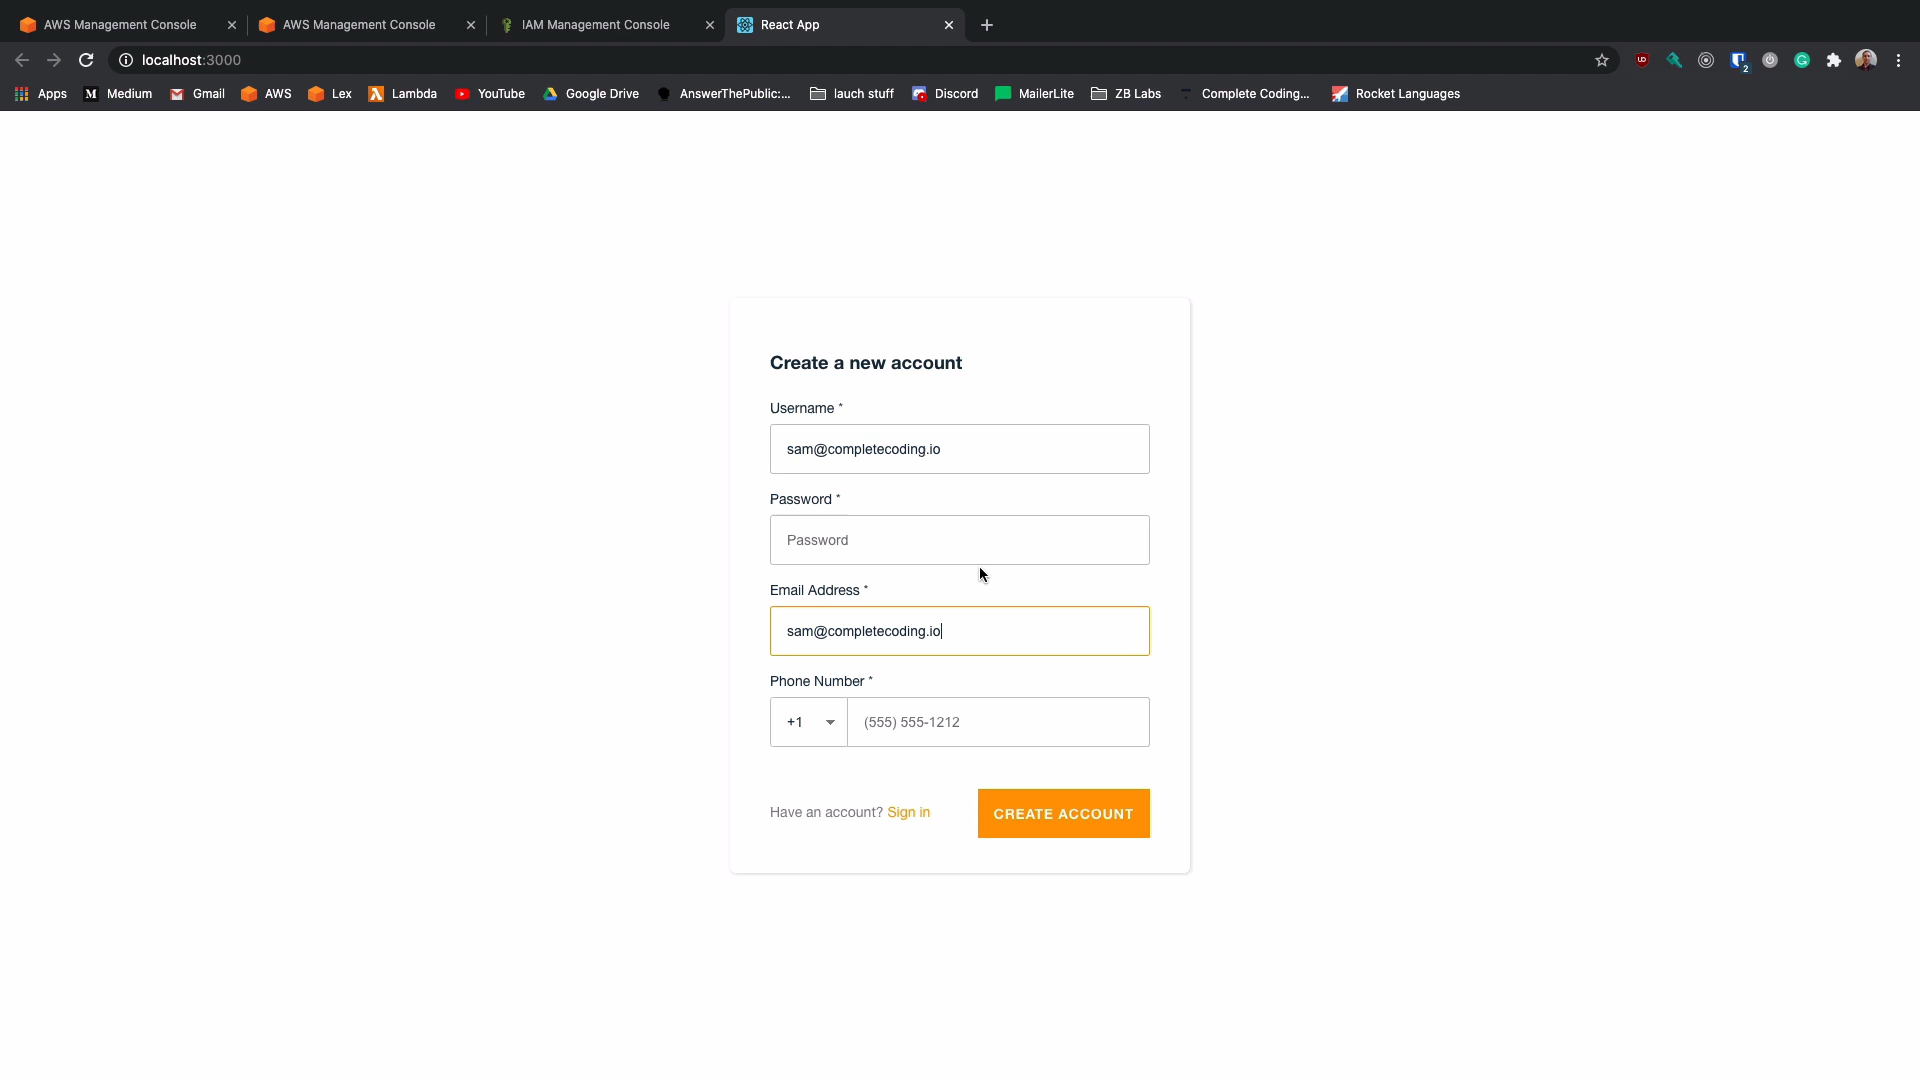 AWS Management Console
AWS Management Console
IAM Management Console
React App
localhost:3000
2
Apps
Medium
Gmail
AWS
Lex
Lambda
YouTube
Google Drive
AnswerThePublic:...
lauch stuff
Discord
MailerLite
ZB Labs
Complete Coding...
Rocket Languages
Create a new account
Username *
sam@completecoding.io
Password *
Password
Email Address *
sam@completecoding.io
Phone Number *
+1
(555) 555-1212
Have an account? Sign in
CREATE ACCOUNT